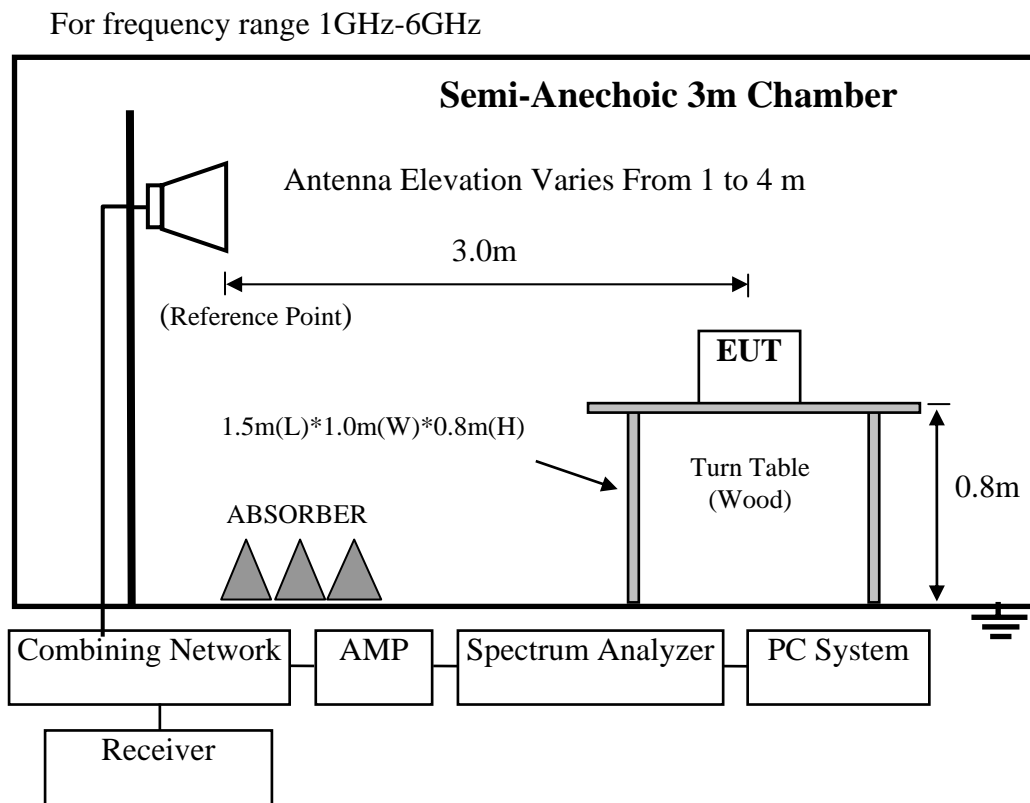 For frequency range 1GHz-6GHz
Semi-Anechoic 3m Chamber
Antenna Elevation Varies From 1 to 4 m
3.0m
(Reference Point)
EUT
1.5m(L)*1.0m(W)*0.8m(H)
Turn Table
(Wood)
0.8m
ABSORBER
Combining Network
AMP
Spectrum Analyzer
PC System
Receiver